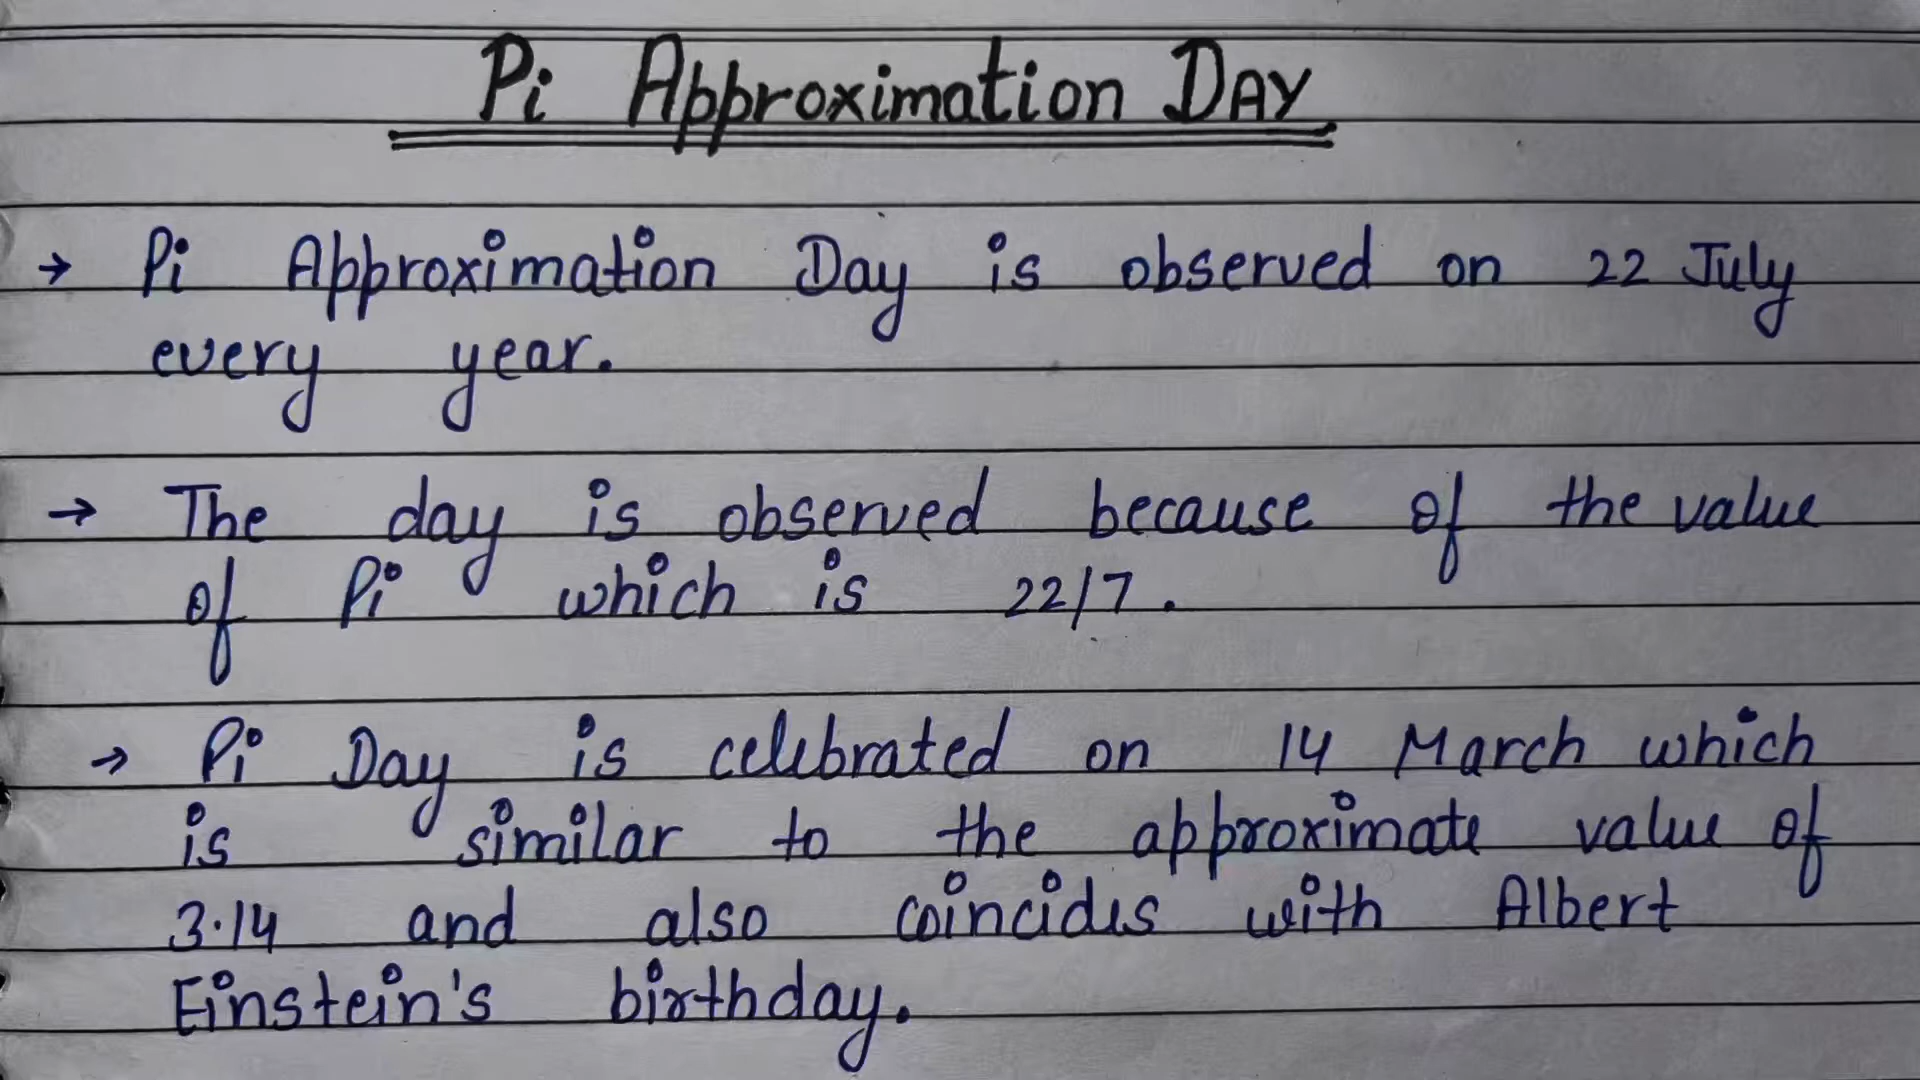 Pi Approximation DAY
→ Pi Approximation Day is observed on 22 July
every year.
→ The day is observed because of the value
of Pi which is 22/7.
→ Pi Day is celebrated on 14 March which
is similar to the approximate value of
3.14 and also coincides with Albert
Einstein's birthday.